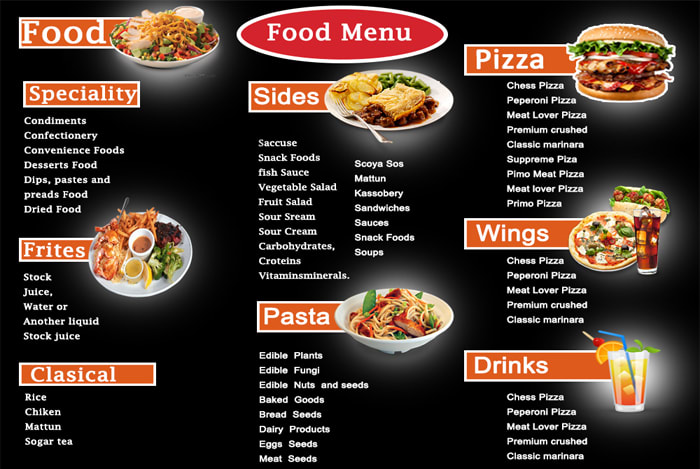 Food
Speciality
Condiments
Confectionery
Convenience Foods
Desserts Food
Dips, pastes and
preads Food
Dried Food
Frites
Stock
Juice,
Water or
Another liquid
Stock juice
Clasical
Rice
Chiken
Mattun
Sogar tea
Food Menu
Sides
Saccuse
Snack Foods
fish Sauce
Vegetable Salad
Fruit Salad
Sour Sream
Sour Cream
Carbohydrates,
Croteins
Vitaminsminerals.
Scoya Sos
Mattun
Kassobery
Sandwiches
Sauces
Snack Foods
Soups
Pasta
Edible Plants
Edible Fungi
Edible Nuts and seeds
Baked Goods
Bread Seeds
Dairy Products
Eggs Seeds
Meat Seeds
Pizza
Chess Pizza
Peperoni Pizza
Meat Lover Pizza
Premium crushed
Classic marinara
Suppreme Piza
Pimo Meat Pizza
Meat lover Pizza
Primo Pizza
Wings
Chess Pizza
Peperoni Pizza
Meat Lover Pizza
Premium crushed
Classic marinara
Drinks
Chess Pizza
Peperoni Pizza
Meat Lover Pizza
Premium crushed
Classic marinara